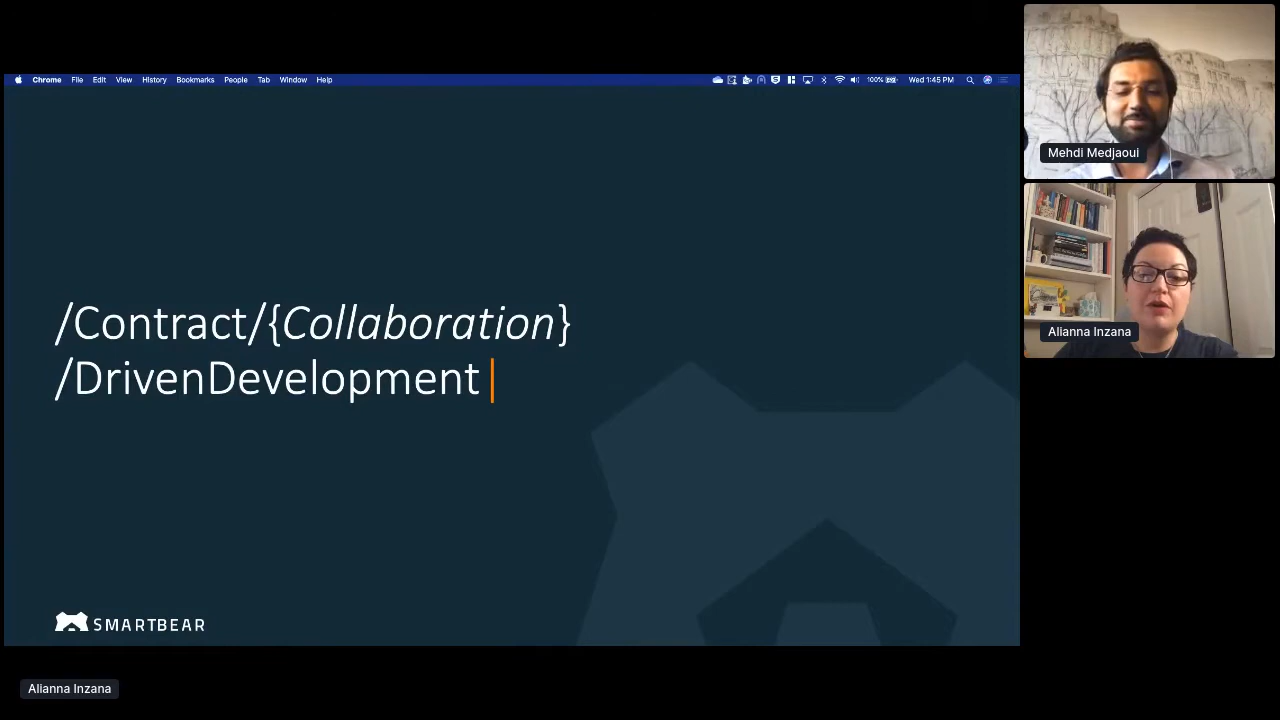 Chrome File Edit View History Bookmarks People Tab Window Help
100%
Wed 1:45 PM
Mehdi Medjaoui
Alianna Inzana
/Contract/{Collaboration}
/DrivenDevelopment
SMARTBEAR
Alianna Inzana